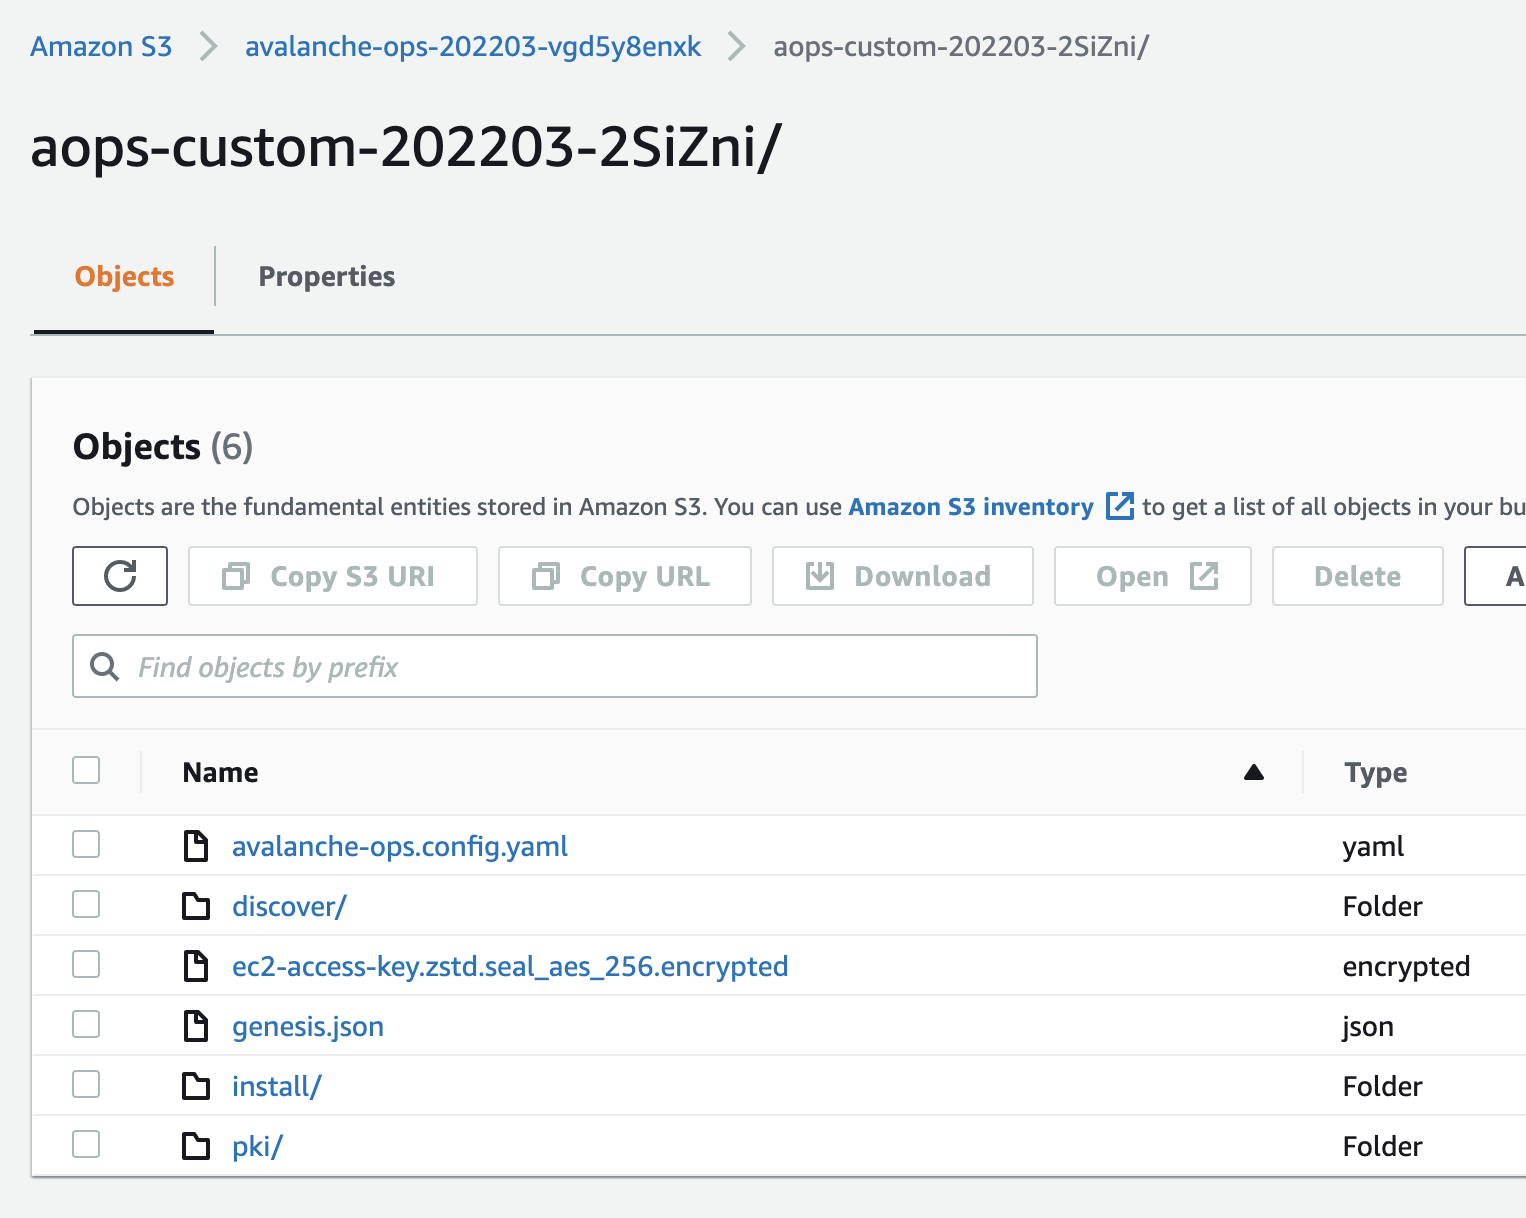 Amazon S3 avalanche-ops-202203-vgd5y8enxk aops-custom-202203-2SiZni/
aops-custom-202203-2SiZni/
Objects Properties
Objects (6)
Objects are the fundamental entities stored in Amazon S3. You can use Amazon S3 inventory to get a list of all objects in your bu
Copy S3 URI Copy URL Download Open Delete A
Find objects by prefix
Name Type
avalanche-ops.config.yaml yaml
discover/ Folder
ec2-access-key.zstd.seal_aes_256.encrypted encrypted
genesis.json json
install/ Folder
pki/ Folder